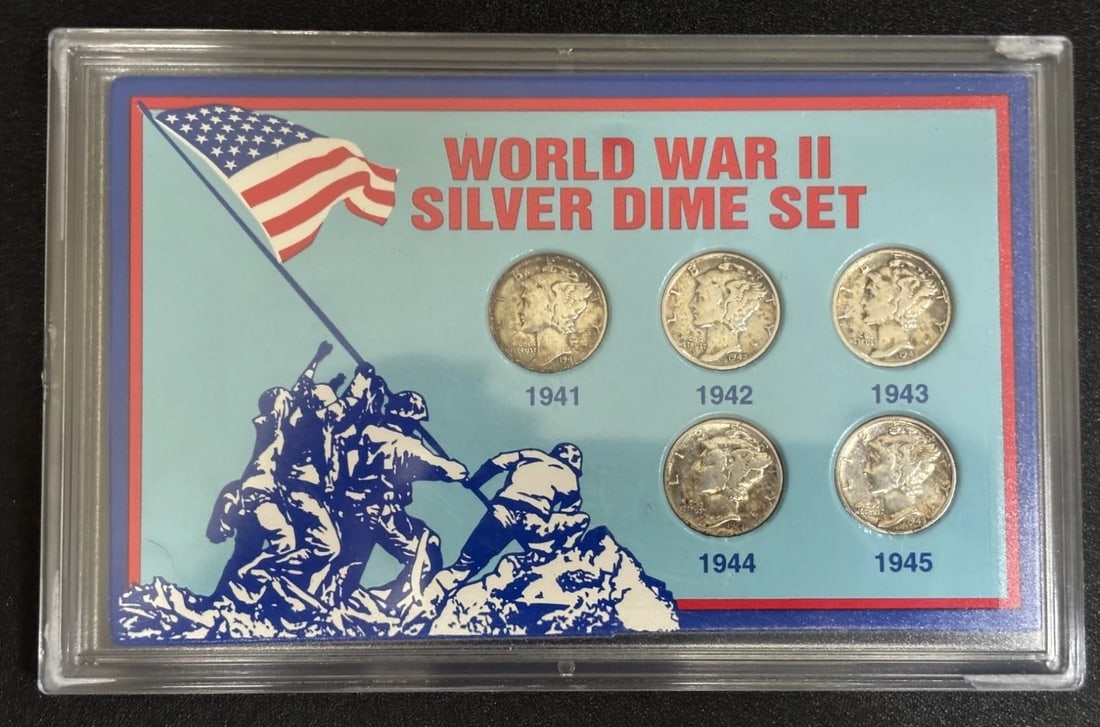 WORLD WAR II
SILVER DIME SET
1941 1942 1943
1944 1945